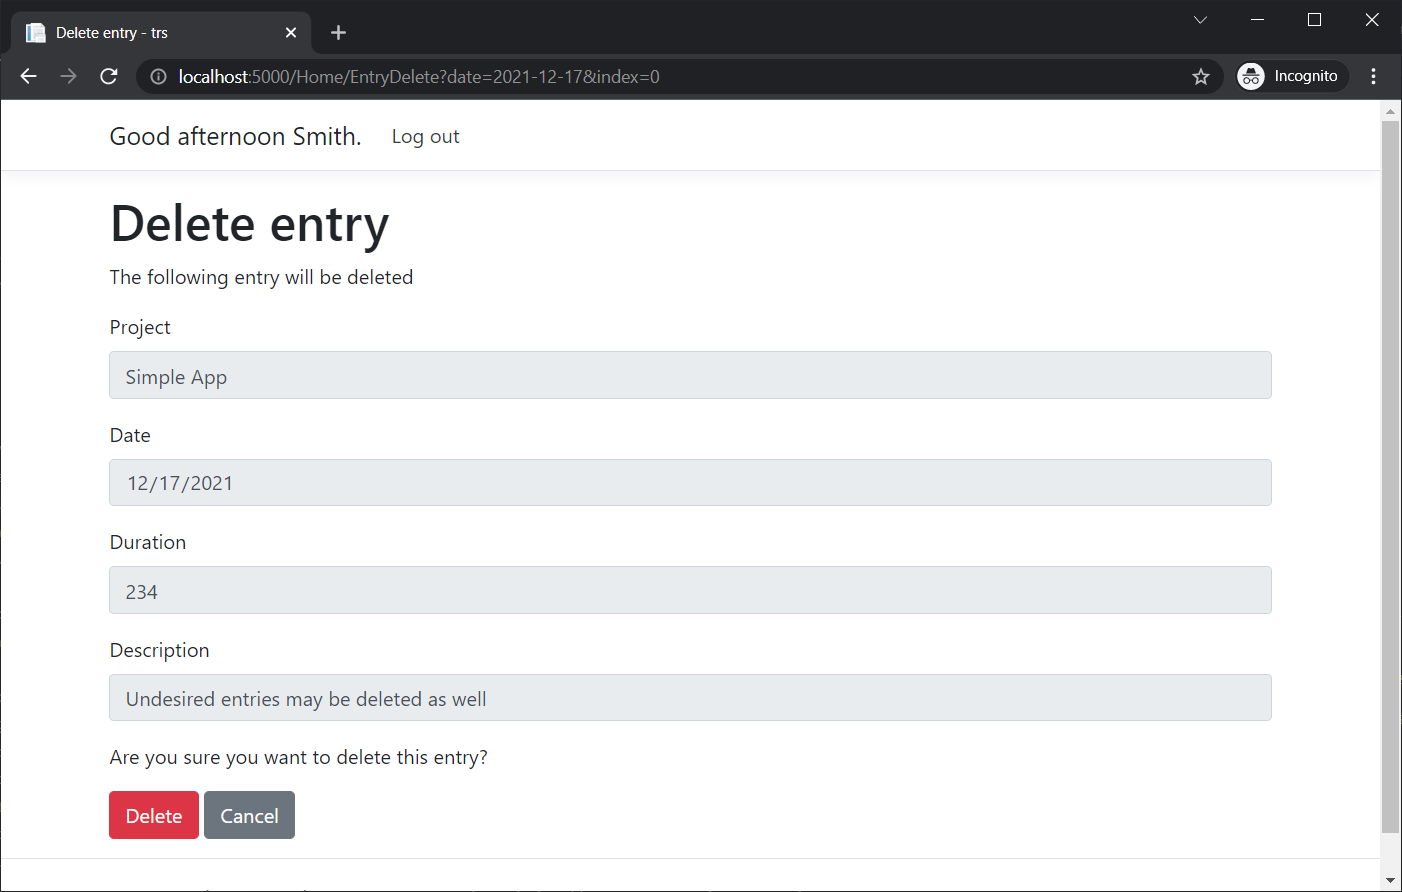 Delete entry - trs
localhost:5000/Home/EntryDelete?date=2021-12-17&index=0
Incognito
Good afternoon Smith.
Log out
Delete entry
The following entry will be deleted
Project
Simple App
Date
12/17/2021
Duration
234
Description
Undesired entries may be deleted as well
Are you sure you want to delete this entry?
Delete
Cancel